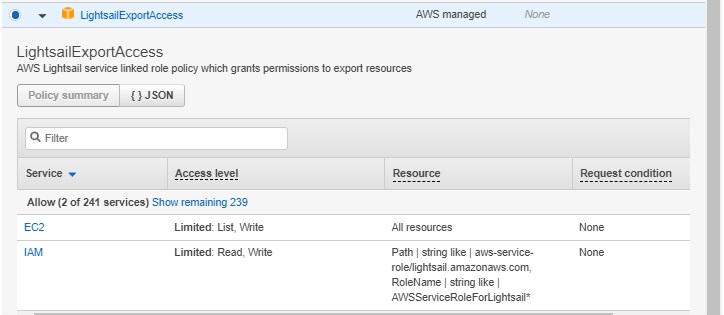 LightsailExportAccess AWS managed None
LightsailExportAccess
AWS Lightsail service linked role policy which grants permissions to export resources
Policy summary { } JSON
Filter
Service Access level Resource Request condition
Allow (2 of 241 services) Show remaining 239
EC2 Limited: List, Write All resources None
IAM Limited: Read, Write Path | string like | aws-service- None
role/lightsail.amazonaws.com,
RoleName | string like |
AWSServiceRoleForLightsail*